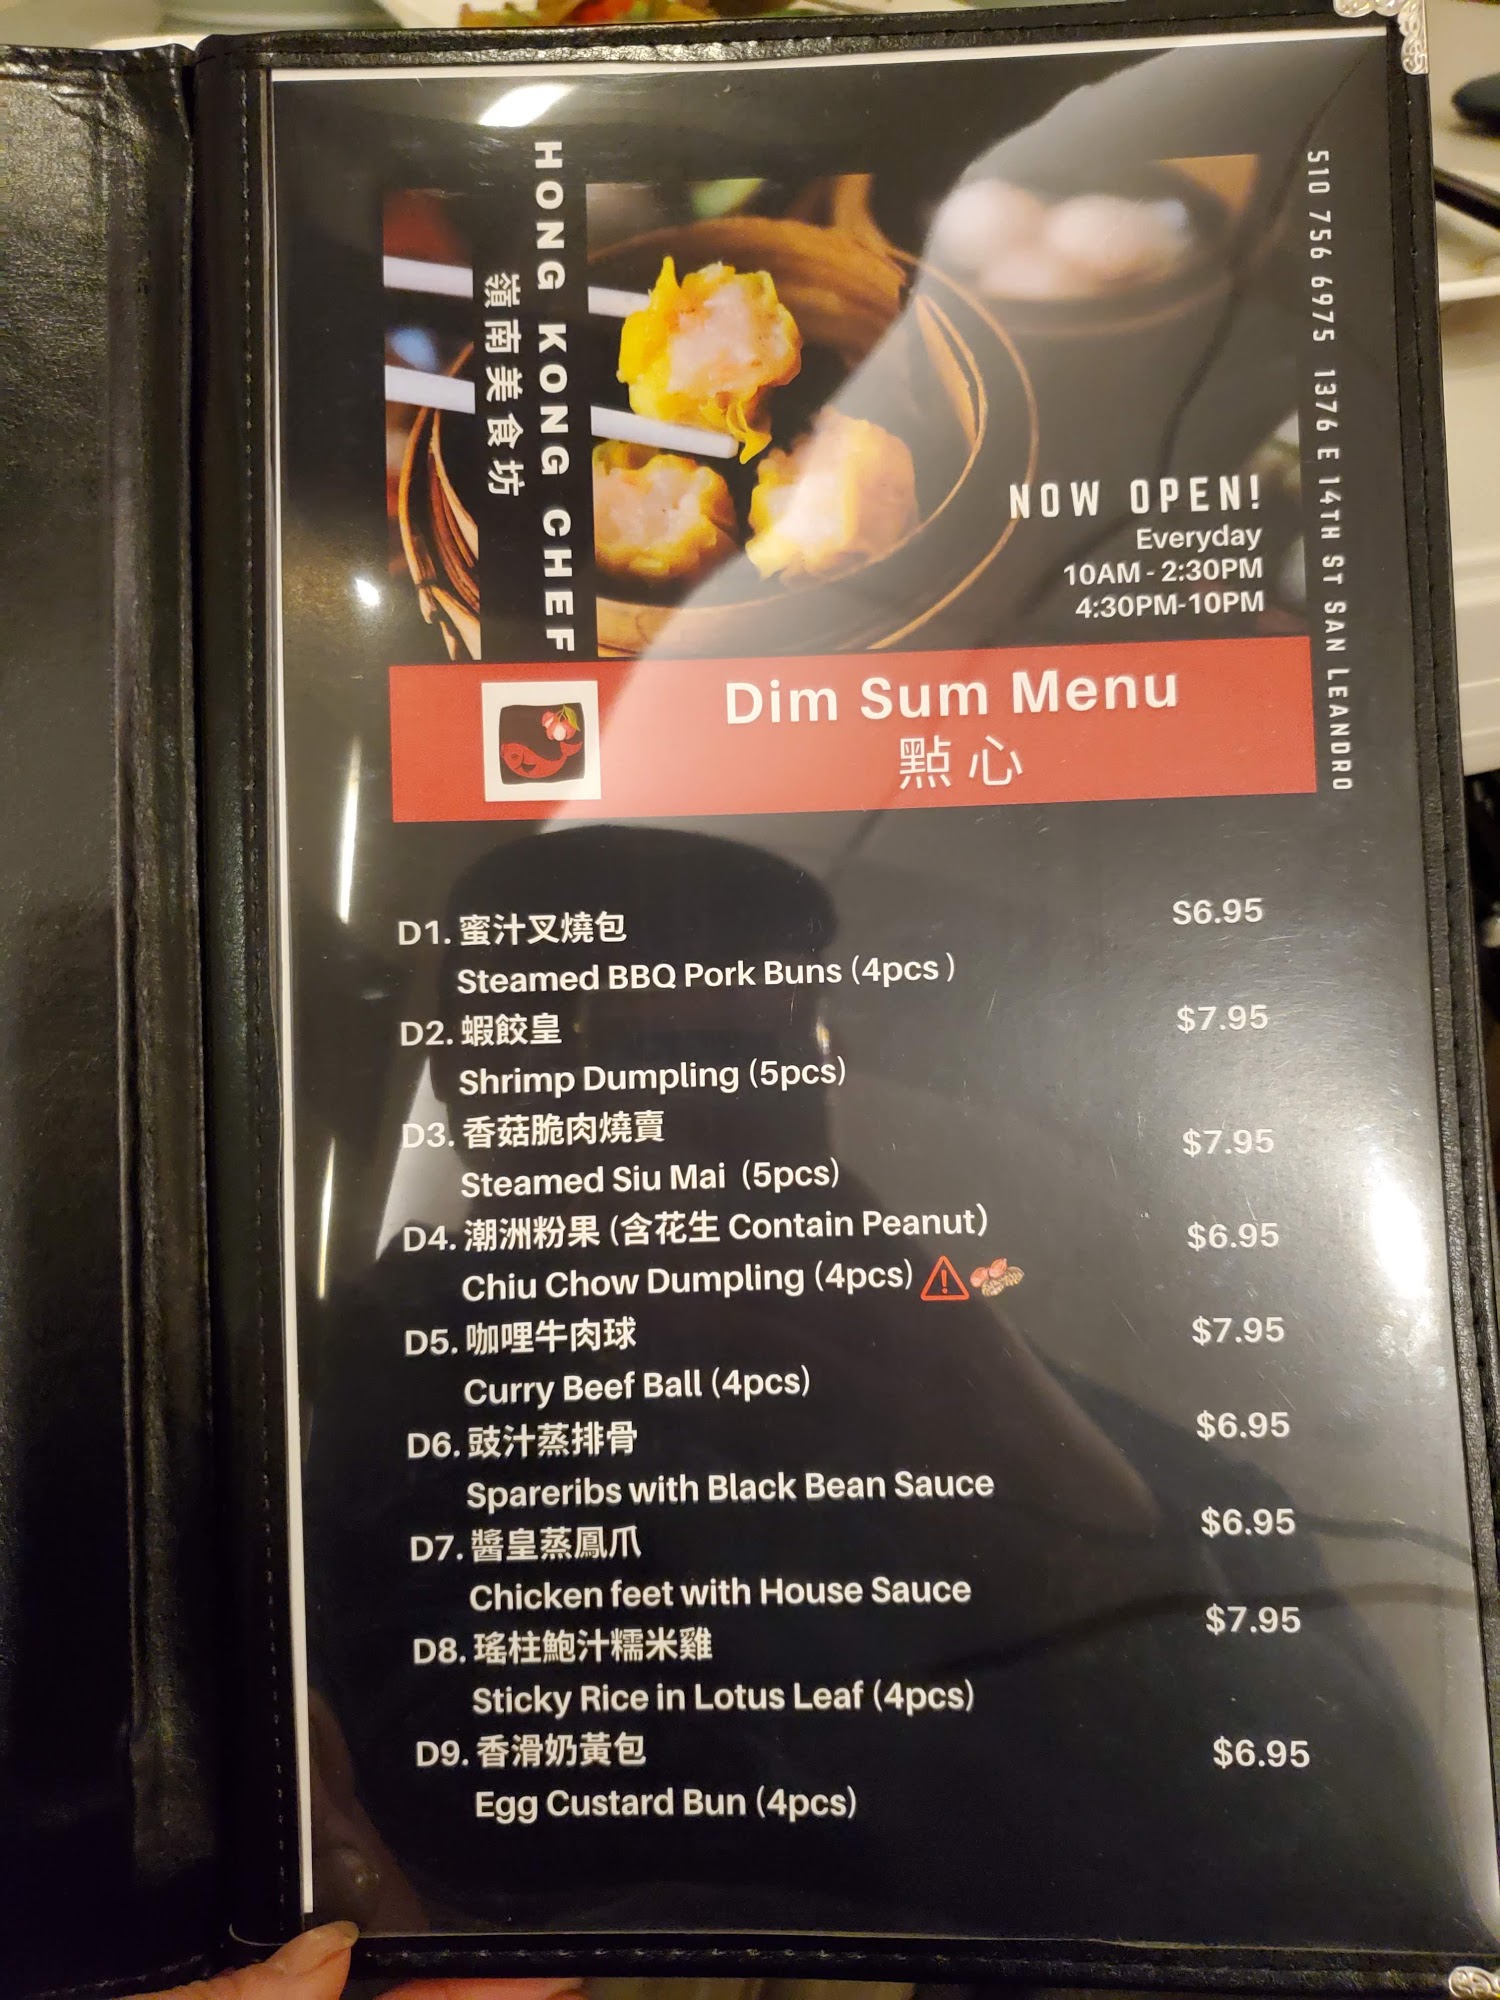 HONG KONG CHEF
嶺南美食坊
510 756 6975 1376 E 14TH ST SAN LEANDRO
NOW OPEN!
Everyday
10AM - 2:30PM
4:30PM-10PM
Dim Sum Menu
點心
D1. 蜜汁叉燒包 S6.95
Steamed BBQ Pork Buns (4pcs )
D2. 蝦餃皇 $7.95
Shrimp Dumpling (5pcs)
D3. 香菇脆肉燒賣 $7.95
Steamed Siu Mai (5pcs)
D4. 潮洲粉果 (含花生 Contain Peanut) $6.95
Chiu Chow Dumpling (4pcs)
D5. 咖哩牛肉球 $7.95
Curry Beef Ball (4pcs)
D6. 豉汁蒸排骨 $6.95
Spareribs with Black Bean Sauce
D7. 醬皇蒸鳳爪 $6.95
Chicken feet with House Sauce
D8. 瑤柱鮑汁糯米雞 $7.95
Sticky Rice in Lotus Leaf (4pcs)
D9. 香滑奶黃包 $6.95
Egg Custard Bun (4pcs)